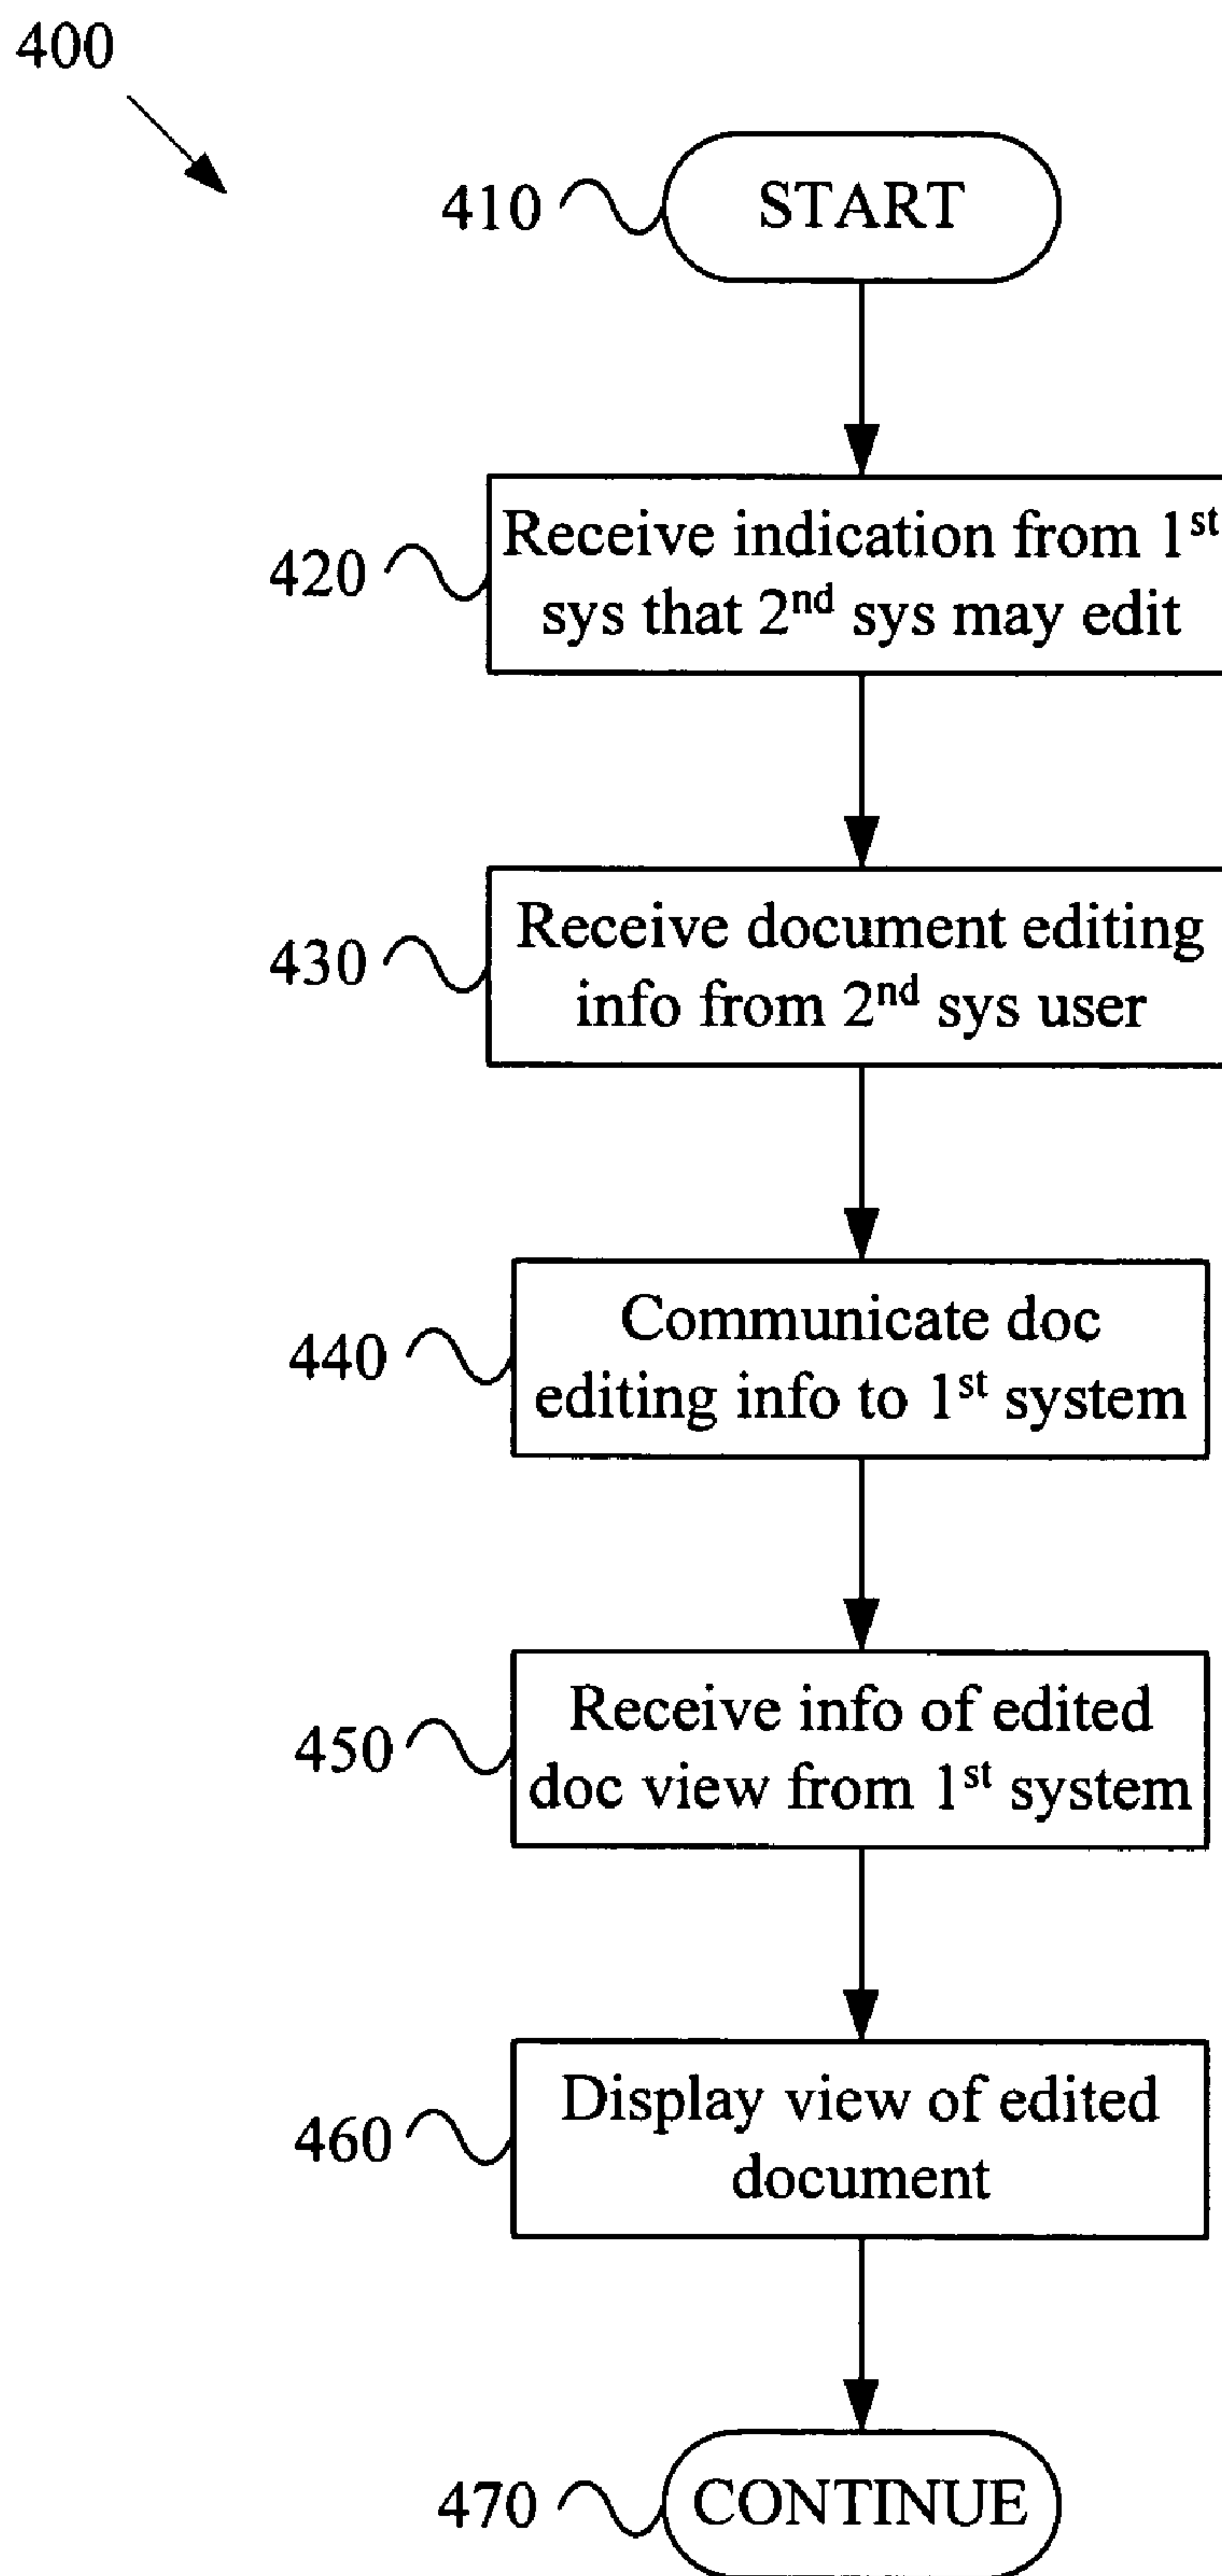 400
410
START
420
Receive indication from 1st
sys that 2nd sys may edit
430
Receive document editing
info from 2nd sys user
440
Communicate doc
editing info to 1st system
450
Receive info of edited
doc view from 1st system
460
Display view of edited
document
470
CONTINUE